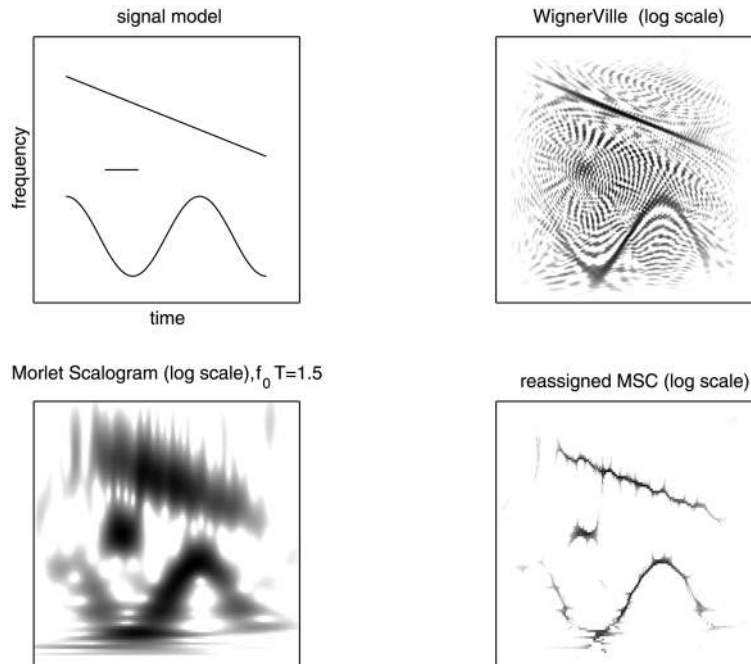 signal model
WignerVille (log scale)
frequency
time
Morlet Scalogram (log scale),f₀ T=1.5
reassigned MSC (log scale)